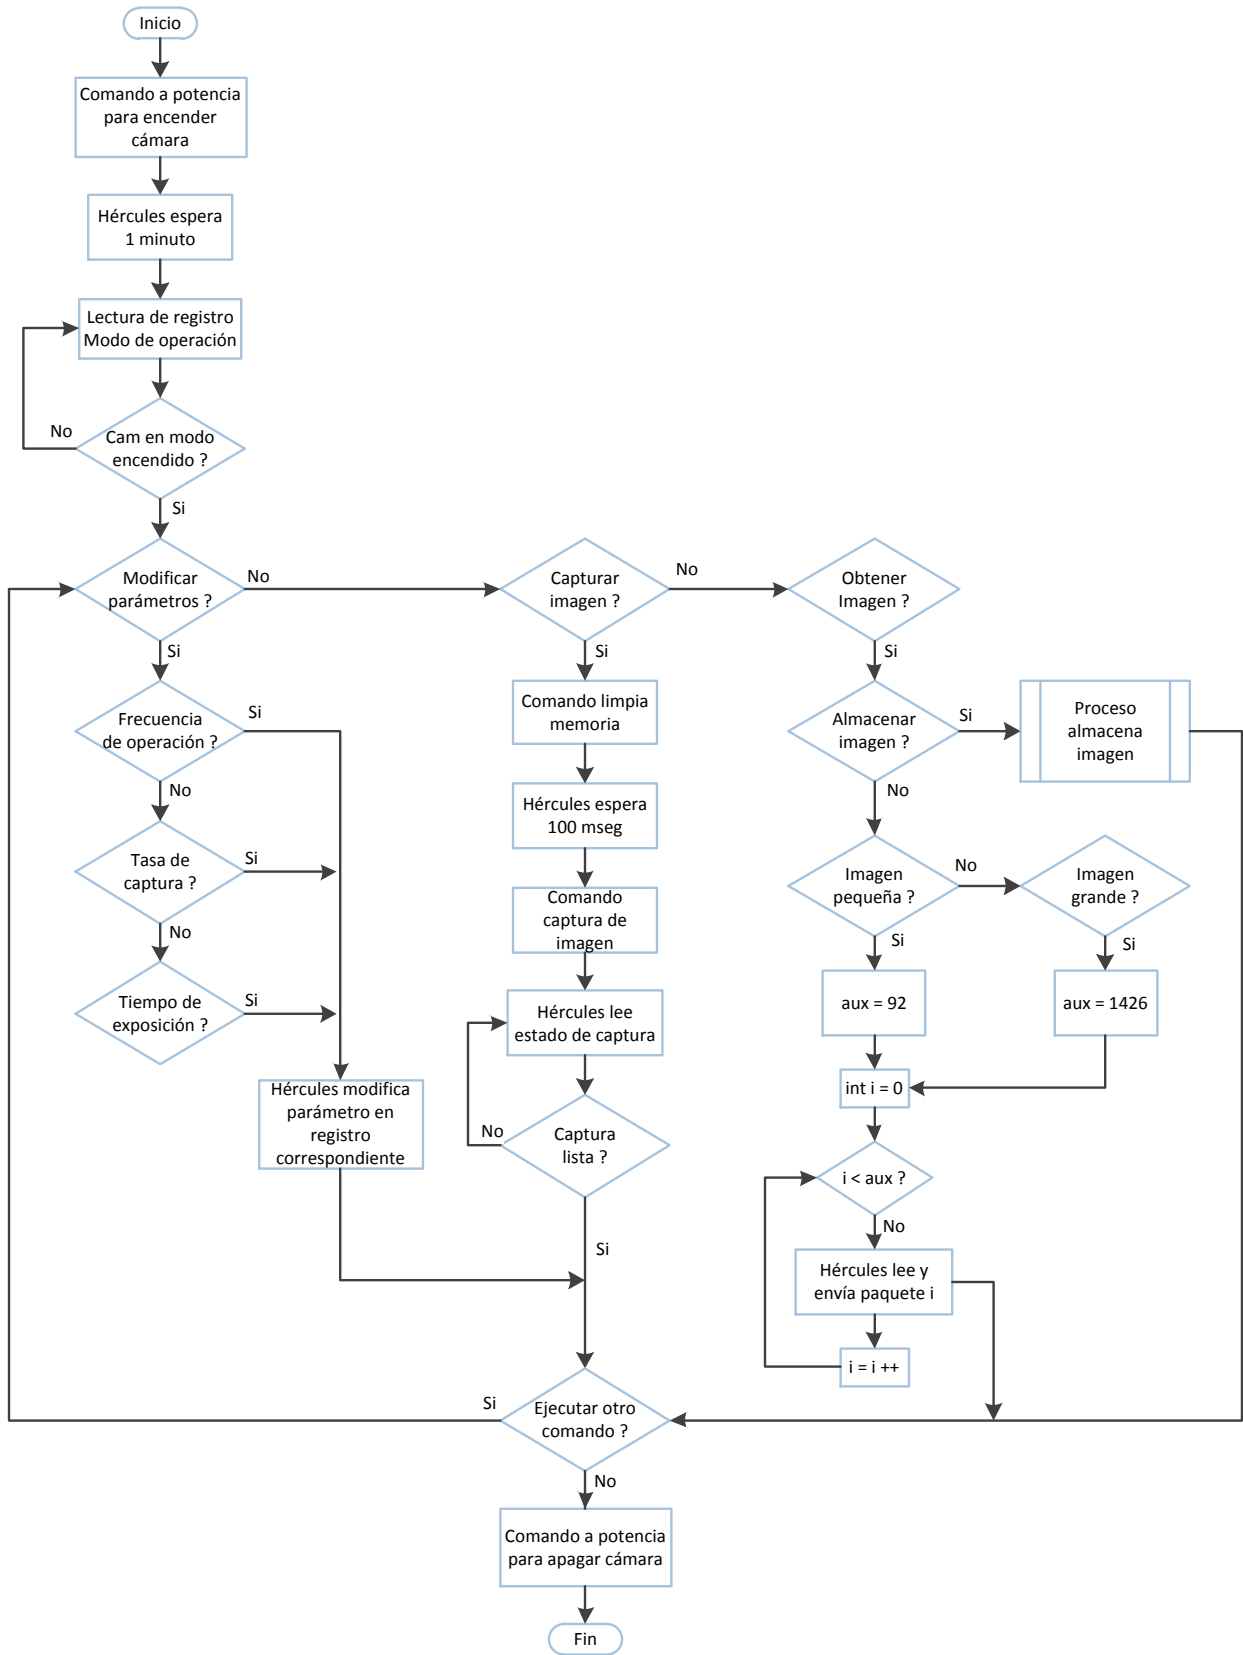 Inicio
Comando a potencia
para encender
cámara
Hércules espera
1 minuto
Lectura de registro
Modo de operación
No
Cam en modo
encendido ?
Si
Modificar
parámetros ?
No
Capturar
imagen ?
No
Obtener
Imagen ?
Si
Si
Si
Frecuencia
de operación ?
Si
Comando limpia
memoria
Almacenar
imagen ?
Si
Proceso
almacena
imagen
No
No
Hércules espera
100 mseg
Tasa de
captura ?
Si
Imagen
pequeña ?
No
Imagen
grande ?
Comando
captura de
imagen
No
Si
Si
Tiempo de
exposición ?
Si
Hércules lee
estado de captura
aux = 92
aux = 1426
int i = 0
Hércules modifica
parámetro en
registro
correspondiente
No
Captura
lista ?
i < aux ?
No
Si
Hércules lee y
envía paquete i
i = i ++
Si
Ejecutar otro
comando ?
No
Comando a potencia
para apagar cámara
Fin